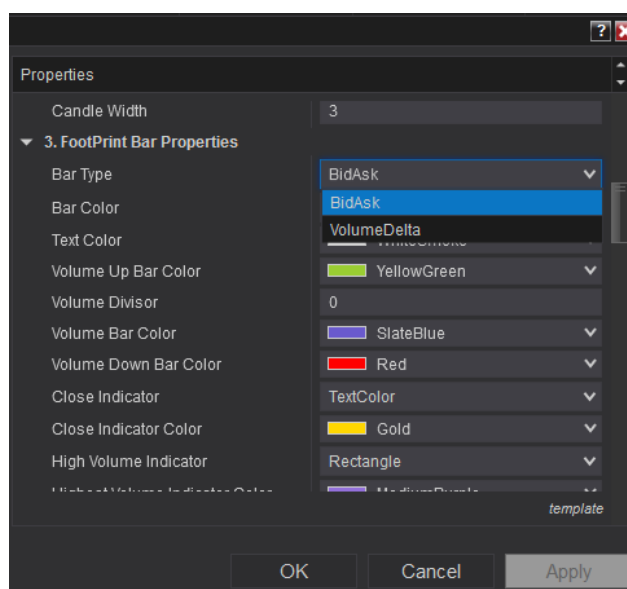 ?
Properties
Candle Width 3
3. FootPrint Bar Properties
Bar Type BidAsk
BidAsk
Bar Color
VolumeDelta
Text Color
Volume Up Bar Color YellowGreen
Volume Divisor 0
Volume Bar Color SlateBlue
Volume Down Bar Color Red
Close Indicator TextColor
Close Indicator Color Gold
High Volume Indicator Rectangle
template
OK Cancel Apply